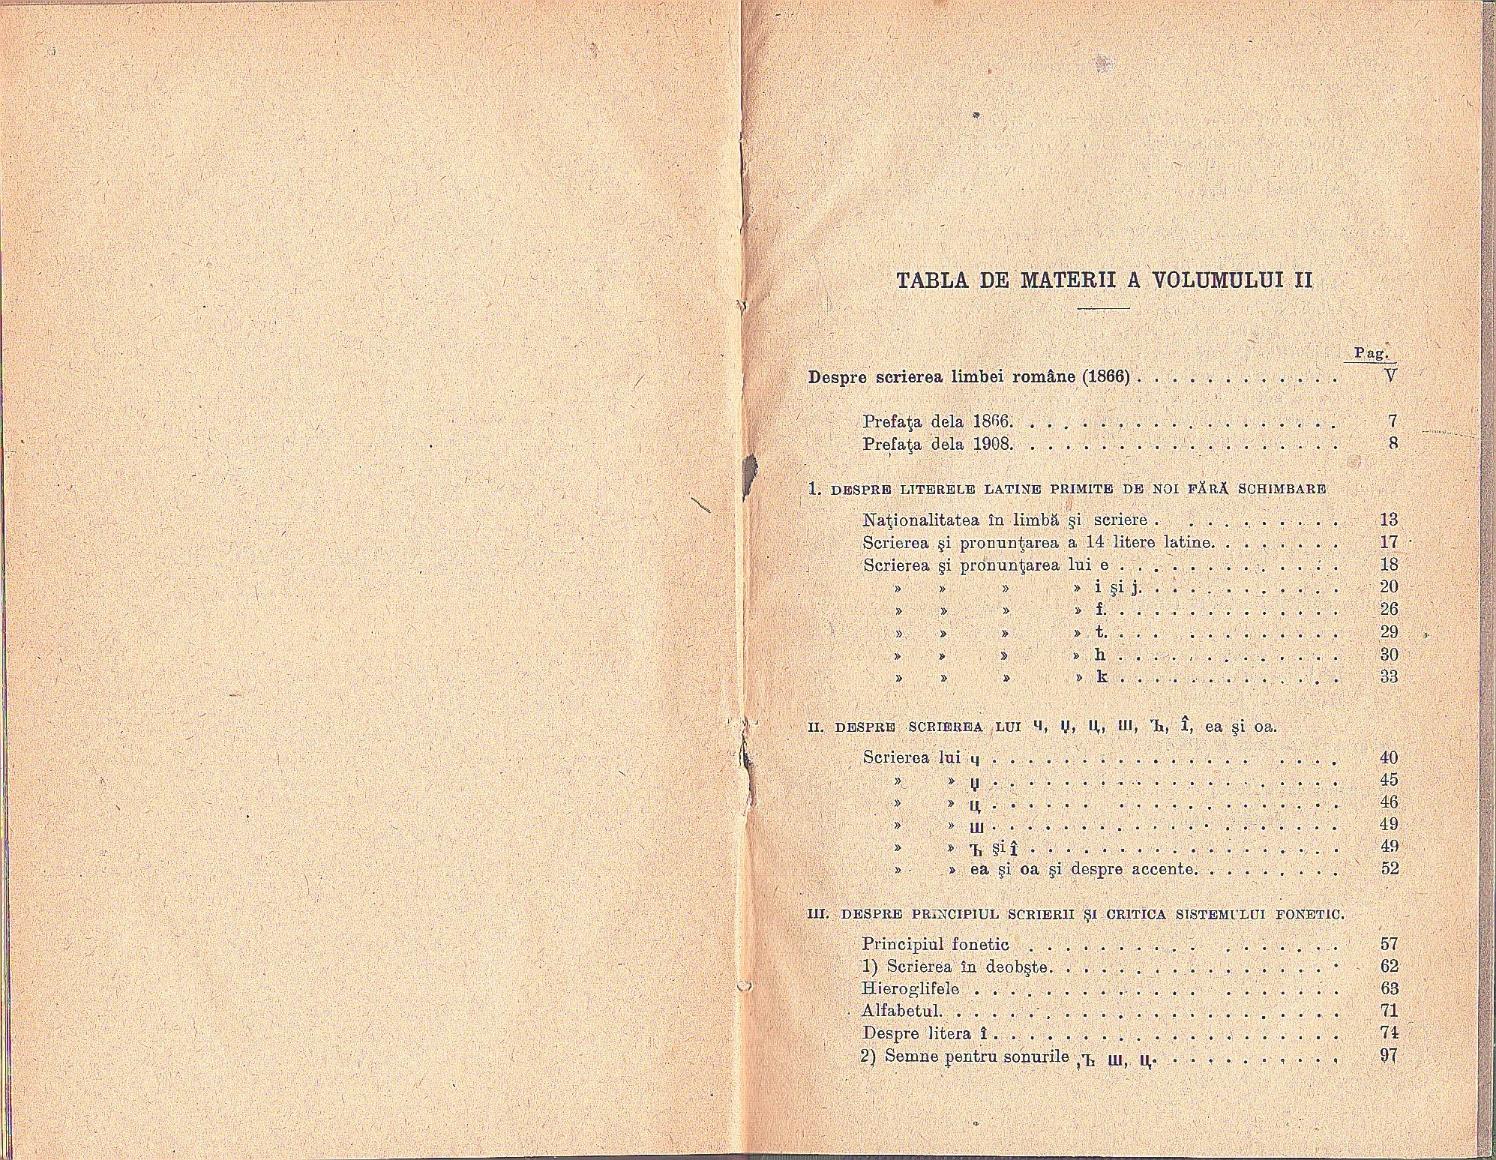 TABLA DE MATERII A VOLUMULUI II
Pag.
Despre scrierea limbei române (1866) . . . . . . . . . . . . V
Prefaţa dela 1866. . . . . . . . . . . . . . . . . . . 7
Prefaţa dela 1908. . . . . . . . . . . . . . . . . . . 8
I. DESPRE LITERELE LATINE PRIMITE DE NOI FĂRĂ SCHIMBARE
Naţionalitatea în limbă şi scriere . . . . . . . . . . 13
Scrierea şi pronunţarea a 14 litere latine. . . . . . . . 17
Scrierea şi pronunţarea lui e . . . . . . . . . . . . . 18
» » » » i şi j. . . . . . . . . . . . 20
» » » » f. . . . . . . . . . . . . . 26
» » » » t. . . . . . . . . . . . . 29
» » » » h . . . . . . . . . . . . . 30
» » » » k . . . . . . . . . . . . . 33
II. DESPRE SCRIEREA LUI Ч, Џ, Ц, Ш, Ъ, Î, ea şi oa.
Scrierea lui ч . . . . . . . . . . . . . . . . . . . 40
» » џ . . . . . . . . . . . . . . . . . . . 45
» » ц . . . . . . . . . . . . . . . . . . . 46
» » ш . . . . . . . . . . . . . . . . . . . . 49
» » Ъ şi î . . . . . . . . . . . . . . . . . . 49
» » ea şi oa şi despre accente. . . . . . . . . 52
III. DESPRE PRINCIPIUL SCRIERII ŞI CRITICA SISTEMULUI FONETIC.
Principiul fonetic . . . . . . . . . . . . . . . . . 57
1) Scrierea în deobşte. . . . . . . . . . . . . . . . . 62
Hieroglifele . . . . . . . . . . . . . . . . . . . . 63
Alfabetul. . . . . . . . . . . . . . . . . . . . . . . 71
Despre litera î . . . . . . . . . . . . . . . . . . . . 74
2) Semne pentru sonurile ,Ъ ш, ц. . . . . . . . . . . 97